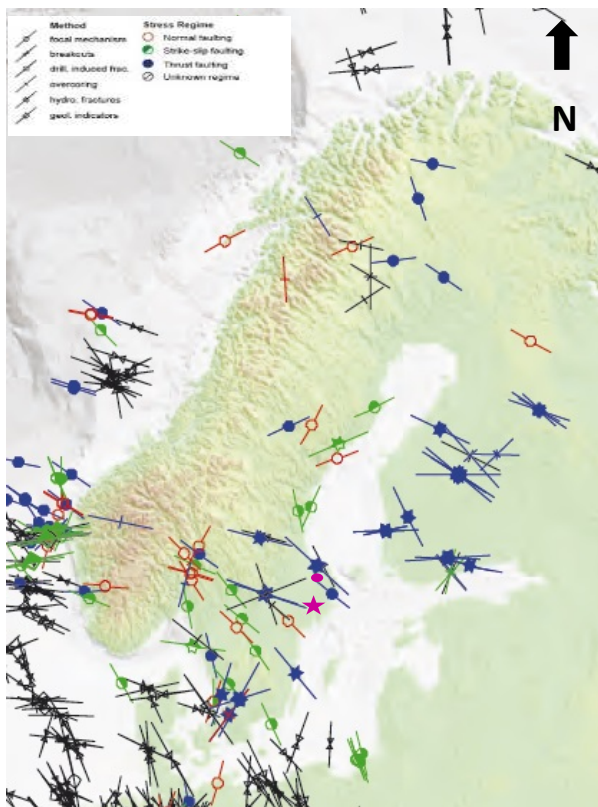 Method
focal mechanism
breakouts
drill. induced frac.
overcoring
hydro. fractures
geol. indicators
Stress Regime
Normal faulting
Strike-slip faulting
Thrust faulting
Unknown regime
N